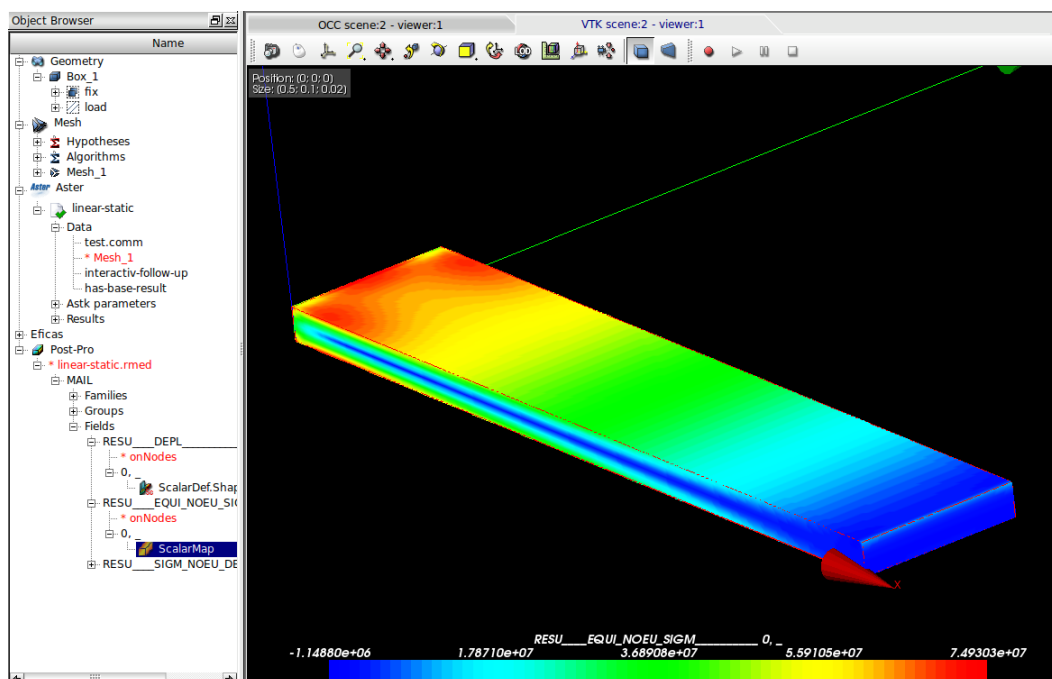 Object Browser
Name
Geometry
Box_1
fix
load
Mesh
Hypotheses
Algorithms
Mesh_1
Aster Aster
linear-static
Data
test.comm
* Mesh_1
interactiv-follow-up
has-base-result
Astk parameters
Results
Eficas
Post-Pro
* linear-static.rmed
MAIL
Families
Groups
Fields
RESU____DEPL__________
* onNodes
0, _
ScalarDef.Shap
RESU____EQUI_NOEU_SIG
* onNodes
0, _
ScalarMap
RESU____SIGM_NOEU_DE
OCC scene:2 - viewer:1
VTK scene:2 - viewer:1
Position: (0; 0; 0)
Size: (0.5; 0.1; 0.02)
X
RESU____EQUI_NOEU_SIGM__________ 0, _
-1.14880e+06 1.78710e+07 3.68908e+07 5.59105e+07 7.49303e+07